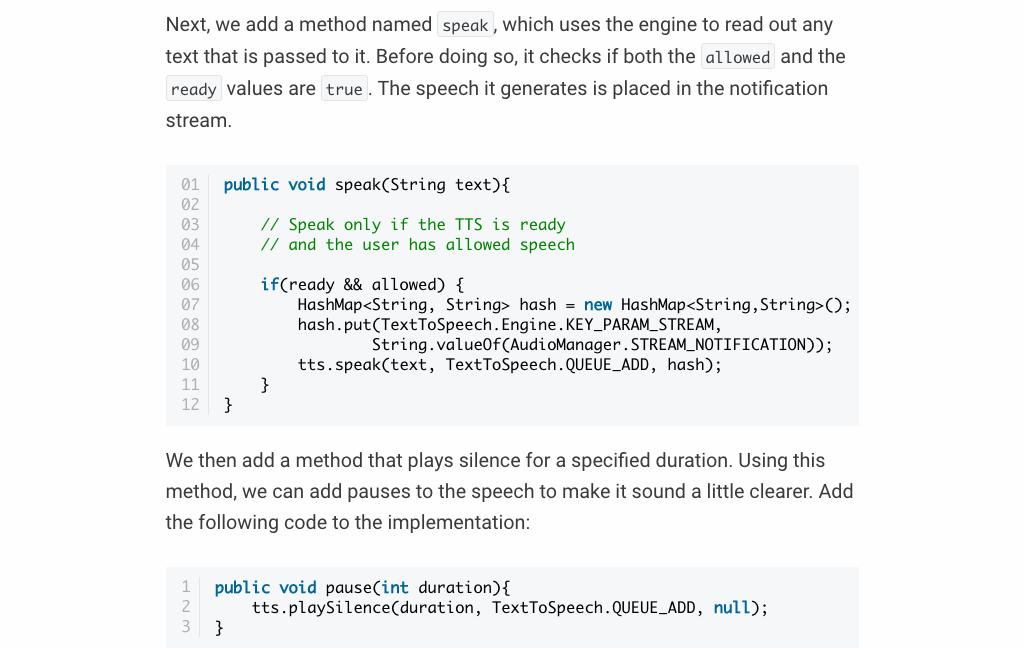 Next, we add a method named speak, which uses the engine to read out any
text that is passed to it. Before doing so, it checks if both the allowed and the
ready values are true. The speech it generates is placed in the notification
stream.
01 public void speak(String text){
02
03     // Speak only if the TTS is ready
04     // and the user has allowed speech
05
06     if(ready && allowed) {
07         HashMap<String, String> hash = new HashMap<String,String>();
08         hash.put(TextToSpeech.Engine.KEY_PARAM_STREAM,
09                 String.valueOf(AudioManager.STREAM_NOTIFICATION));
10         tts.speak(text, TextToSpeech.QUEUE_ADD, hash);
11     }
12 }
We then add a method that plays silence for a specified duration. Using this
method, we can add pauses to the speech to make it sound a little clearer. Add
the following code to the implementation:
1 public void pause(int duration){
2     tts.playSilence(duration, TextToSpeech.QUEUE_ADD, null);
3 }